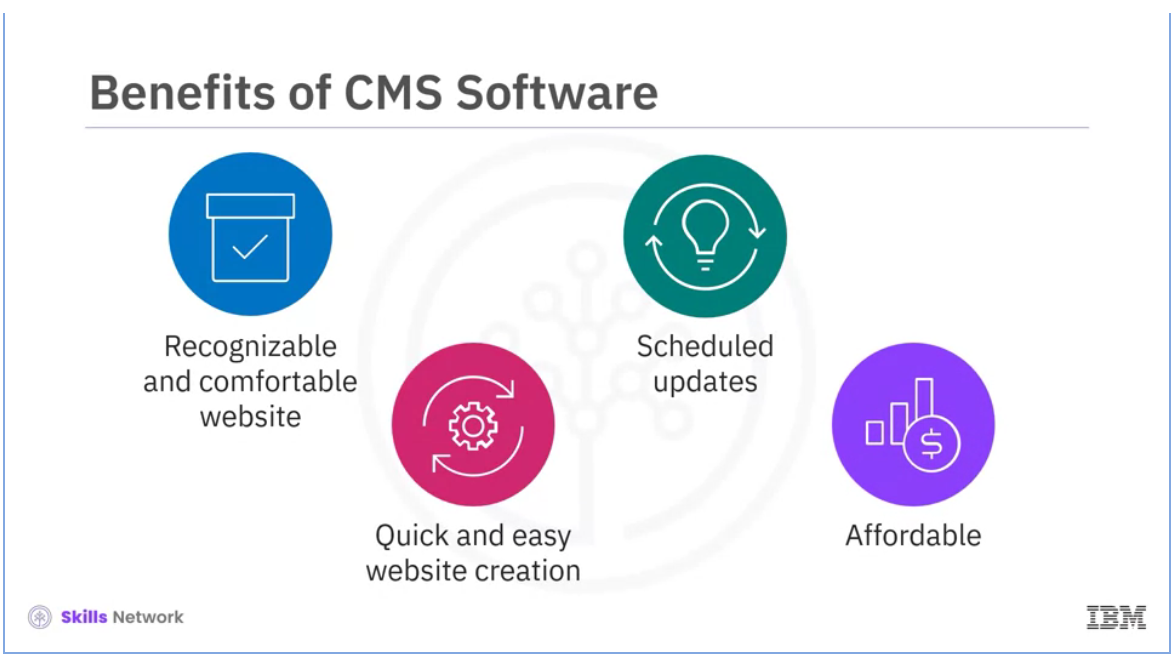 Benefits of CMS Software
Recognizable
and comfortable
website
Quick and easy
website creation
Scheduled
updates
$
Affordable
Skills Network
IBM